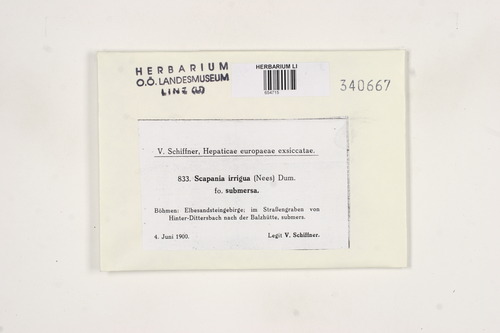 HERBARIUM
O.Ö. LANDESMUSEUM
LINZ (LI)
HERBARIUM LI
340667
V. Schiffner, Hepaticae europaeae exsiccatae.
833. Scapania irrigua (Nees) Dum.
fo. submersa.
Böhmen: Elbesandsteingebirge; im Straßengraben von
Hinter-Dittersbach nach der Balzhütte, submers.
4. Juni 1900. Legit V. Schiffner.